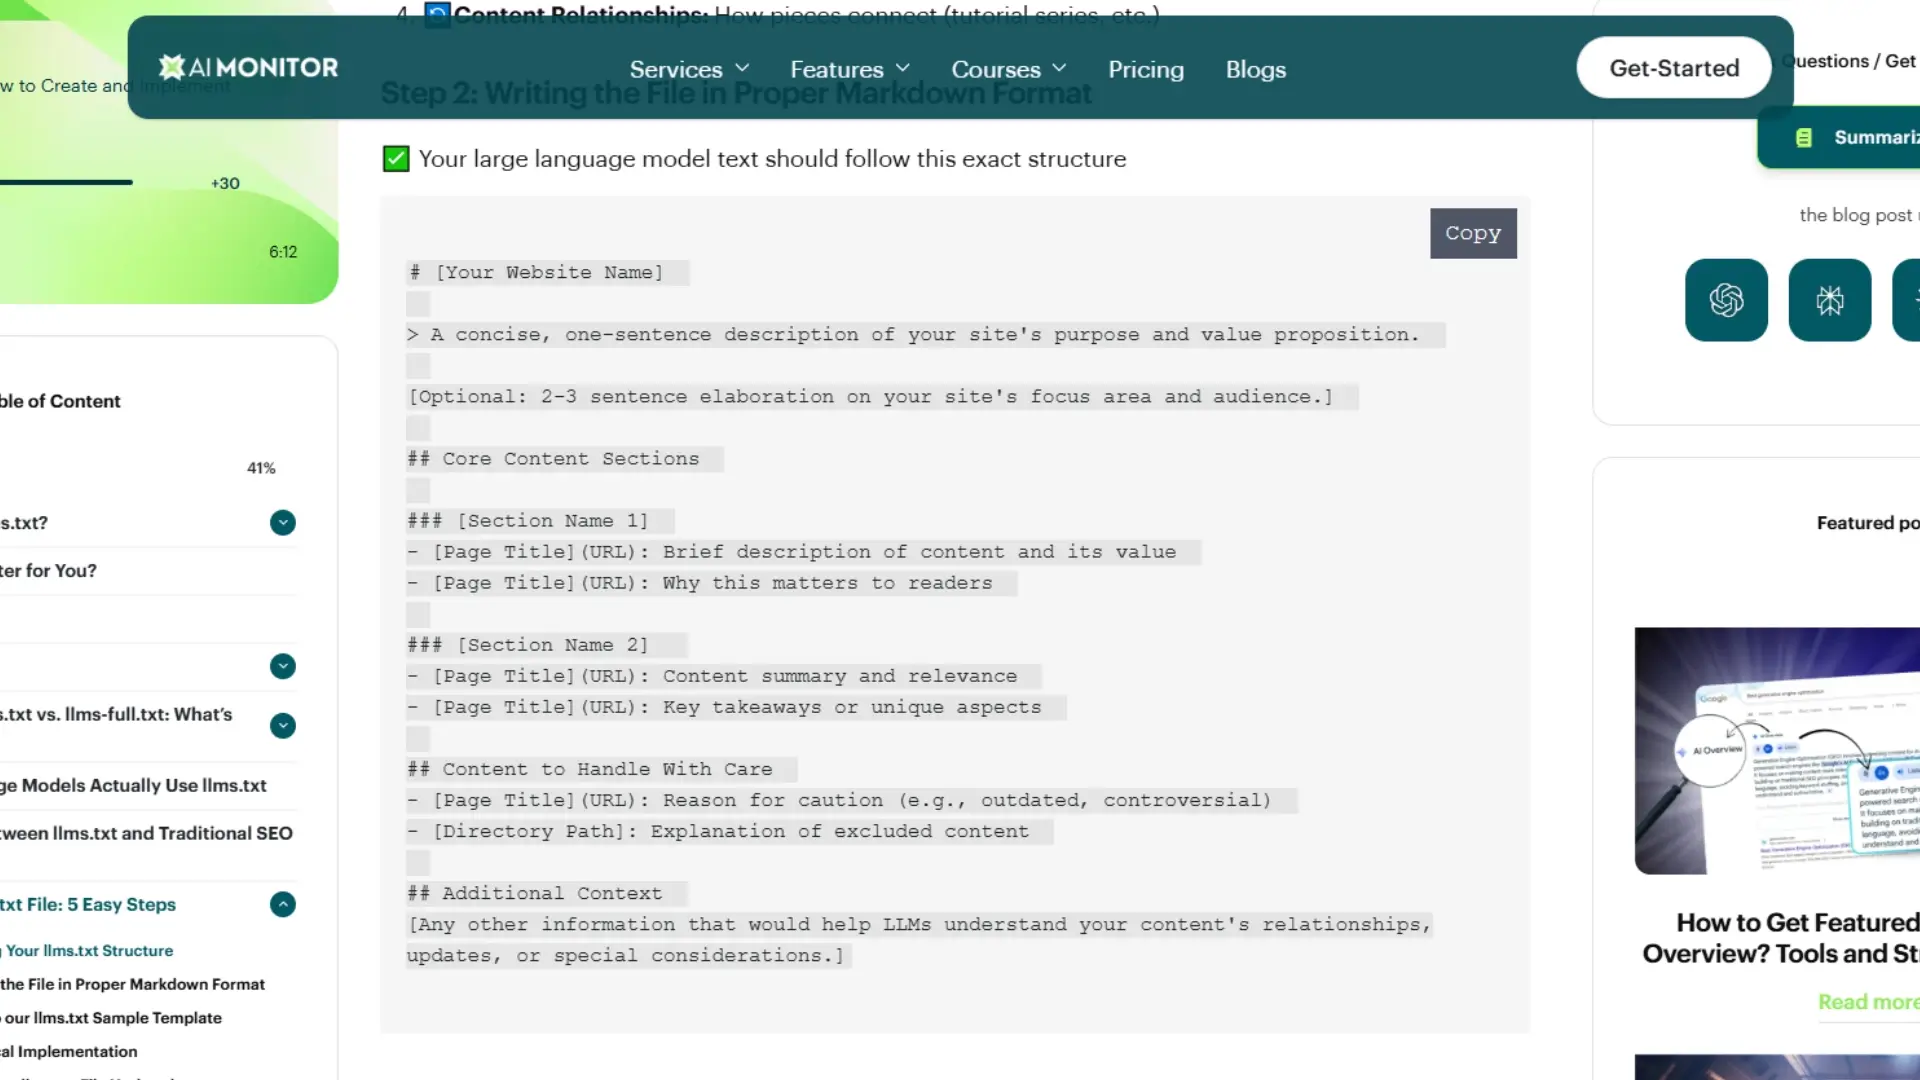 4. Content Relationships: How pieces connect (tutorial series, etc.)
AI MONITOR
Services
Features
Courses
Pricing
Blogs
Get-Started
Step 2: Writing the File in Proper Markdown Format
w to Create and Implement
+30
6:12
ble of Content
41%
s.txt?
ter for You?
s.txt vs. llms-full.txt: What's
ge Models Actually Use llms.txt
tween llms.txt and Traditional SEO
txt File: 5 Easy Steps
g Your llms.txt Structure
the File in Proper Markdown Format
o our llms.txt Sample Template
cal Implementation
✅ Your large language model text should follow this exact structure
Copy
# [Your Website Name]
> A concise, one-sentence description of your site's purpose and value proposition.
[Optional: 2-3 sentence elaboration on your site's focus area and audience.]
## Core Content Sections
### [Section Name 1]
- [Page Title](URL): Brief description of content and its value
- [Page Title](URL): Why this matters to readers
### [Section Name 2]
- [Page Title](URL): Content summary and relevance
- [Page Title](URL): Key takeaways or unique aspects
## Content to Handle With Care
- [Page Title](URL): Reason for caution (e.g., outdated, controversial)
- [Directory Path]: Explanation of excluded content
## Additional Context
[Any other information that would help LLMs understand your content's relationships,
updates, or special considerations.]
Questions / Get
Summariz
the blog post
Featured po
Google
AI Overview
How to Get Featured
Overview? Tools and St
Read more